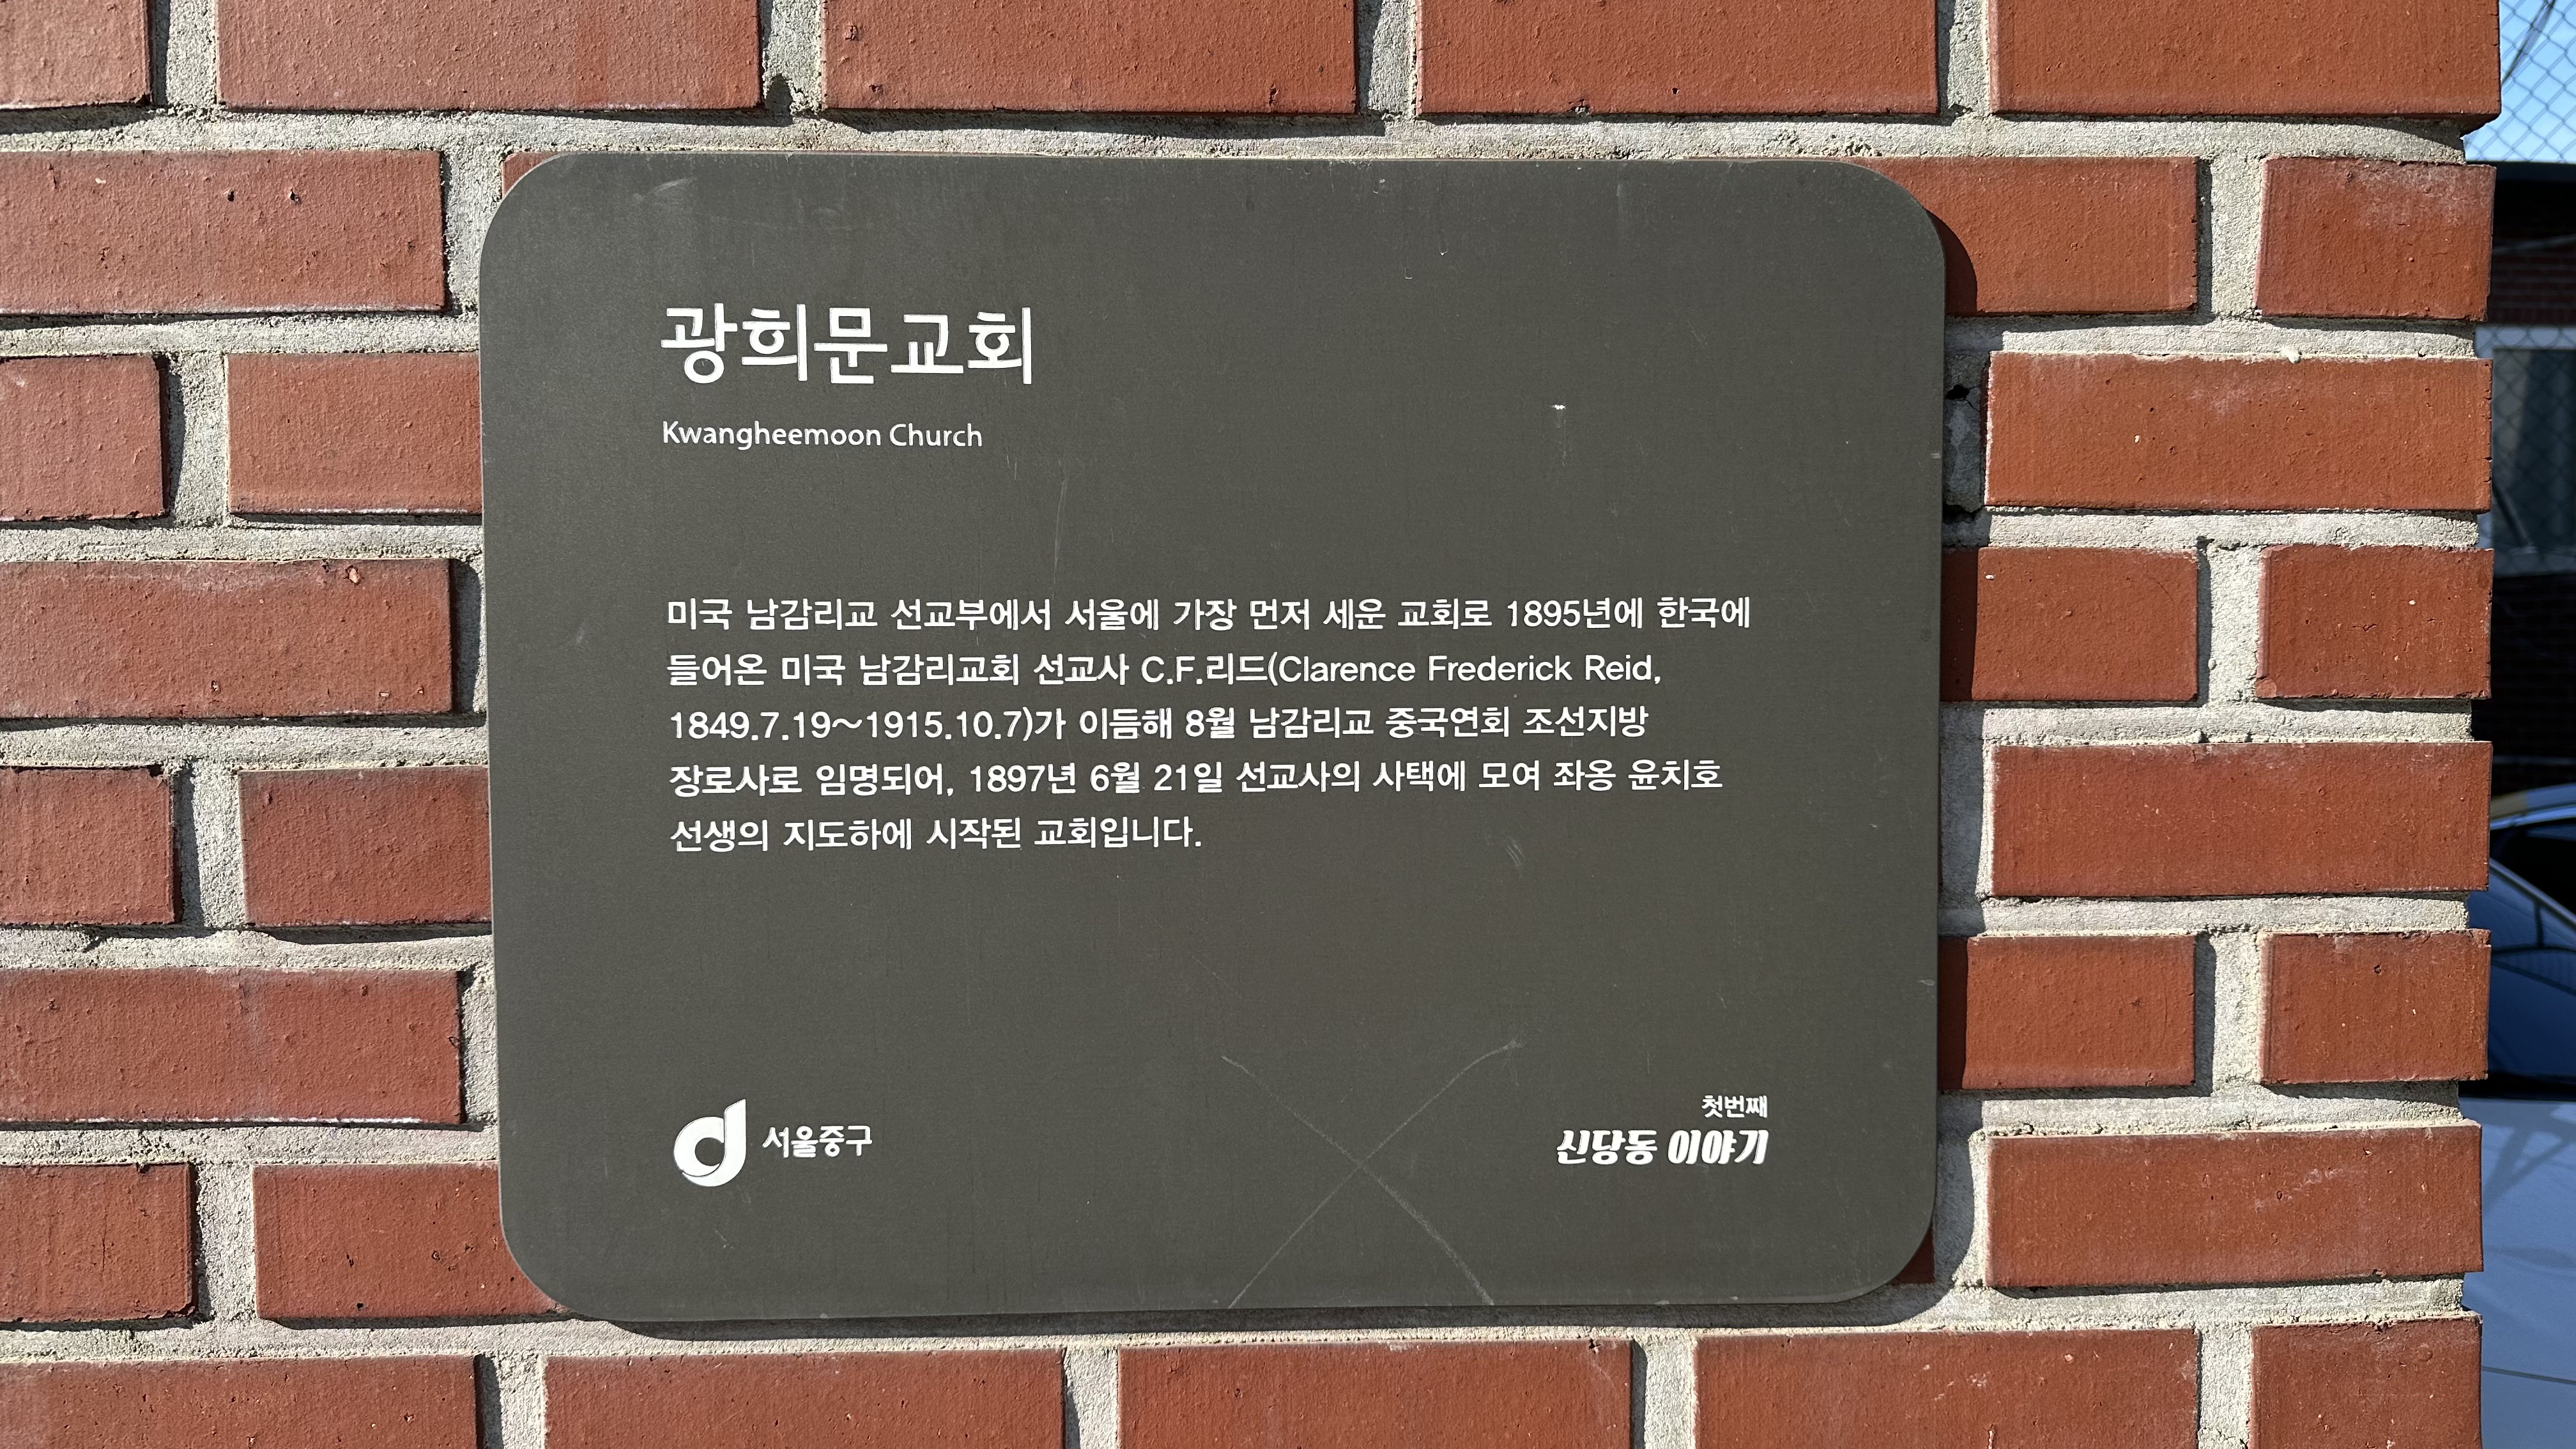 광희문교회
Kwangheemoon Church
미국 남감리교 선교부에서 서울에 가장 먼저 세운 교회로 1895년에 한국에
들어온 미국 남감리교회 선교사 C.F.리드(Clarence Frederick Reid,
1849.7.19~1915.10.7)가 이듬해 8월 남감리교 중국연회 조선지방
장로사로 임명되어, 1897년 6월 21일 선교사의 사택에 모여 좌옹 윤치호
선생의 지도하에 시작된 교회입니다.
서울중구
첫번째
신당동 이야기